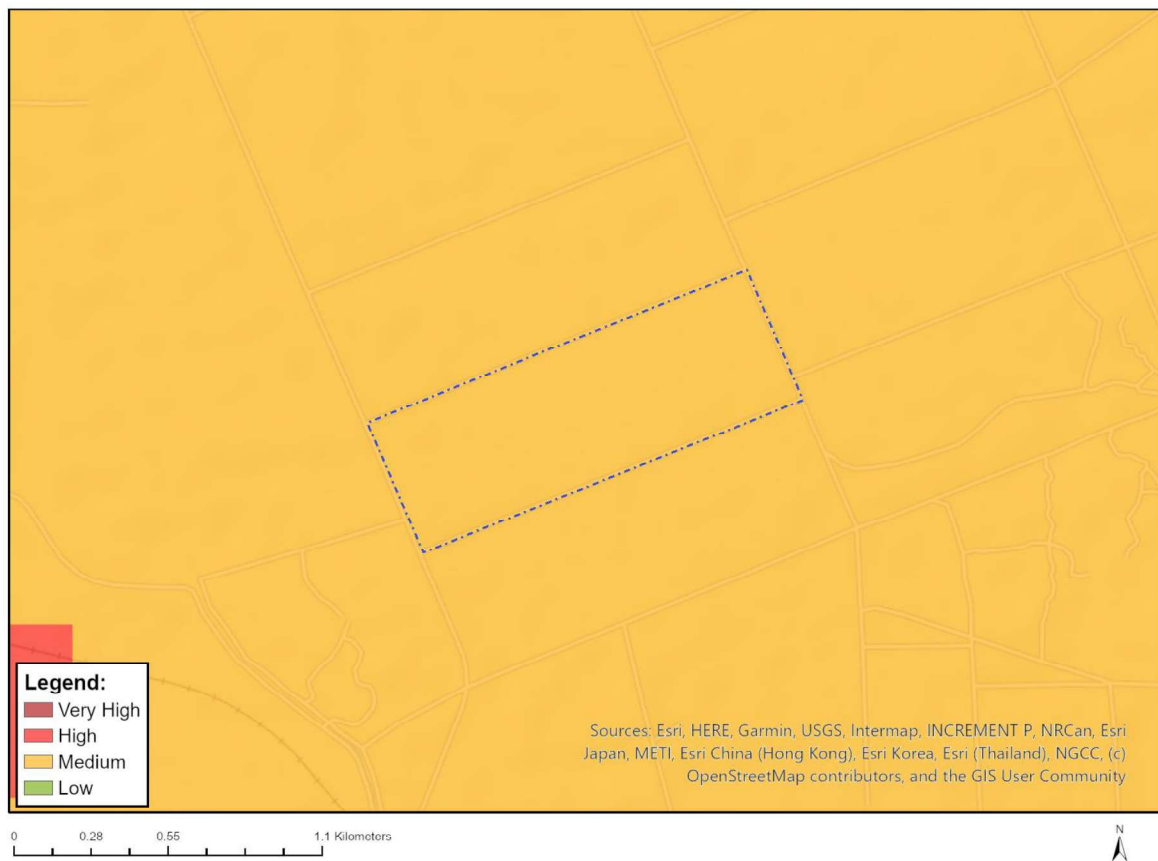 Legend:
Very High
High
Medium
Low
Sources: Esri, HERE, Garmin, USGS, Intermap, INCREMENT P, NRCan, Esri
Japan, METI, Esri China (Hong Kong), Esri Korea, Esri (Thailand), NGCC, (c)
OpenStreetMap contributors, and the GIS User Community
0 0.28 0.55 1.1 Kilometers
N